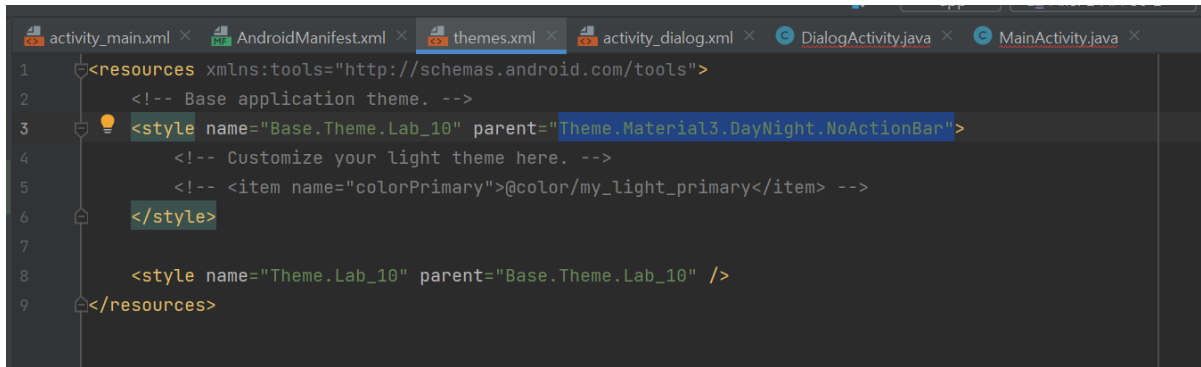 activity_main.xml × AndroidManifest.xml × themes.xml × activity_dialog.xml × DialogActivity.java × MainActivity.java ×
1 <resources xmlns:tools="http://schemas.android.com/tools">
2 <!-- Base application theme. -->
3 <style name="Base.Theme.Lab_10" parent="Theme.Material3.DayNight.NoActionBar">
4 <!-- Customize your light theme here. -->
5 <!-- <item name="colorPrimary">@color/my_light_primary</item> -->
6 </style>
7
8 <style name="Theme.Lab_10" parent="Base.Theme.Lab_10" />
9 </resources>